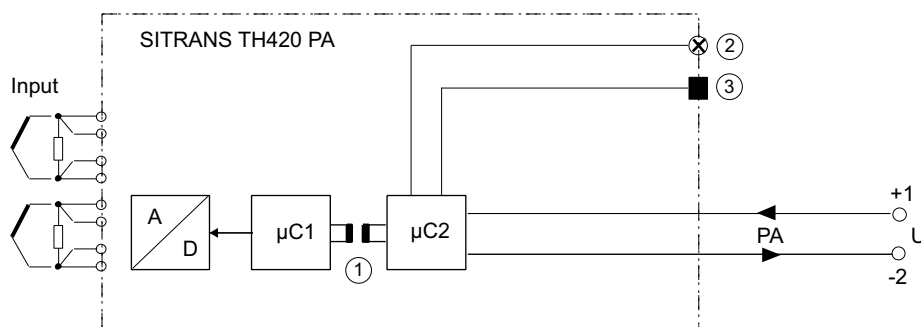 SITRANS TH420 PA
2
3
Input
+1
A
D
µC1
µC2
PA
U
1
-2